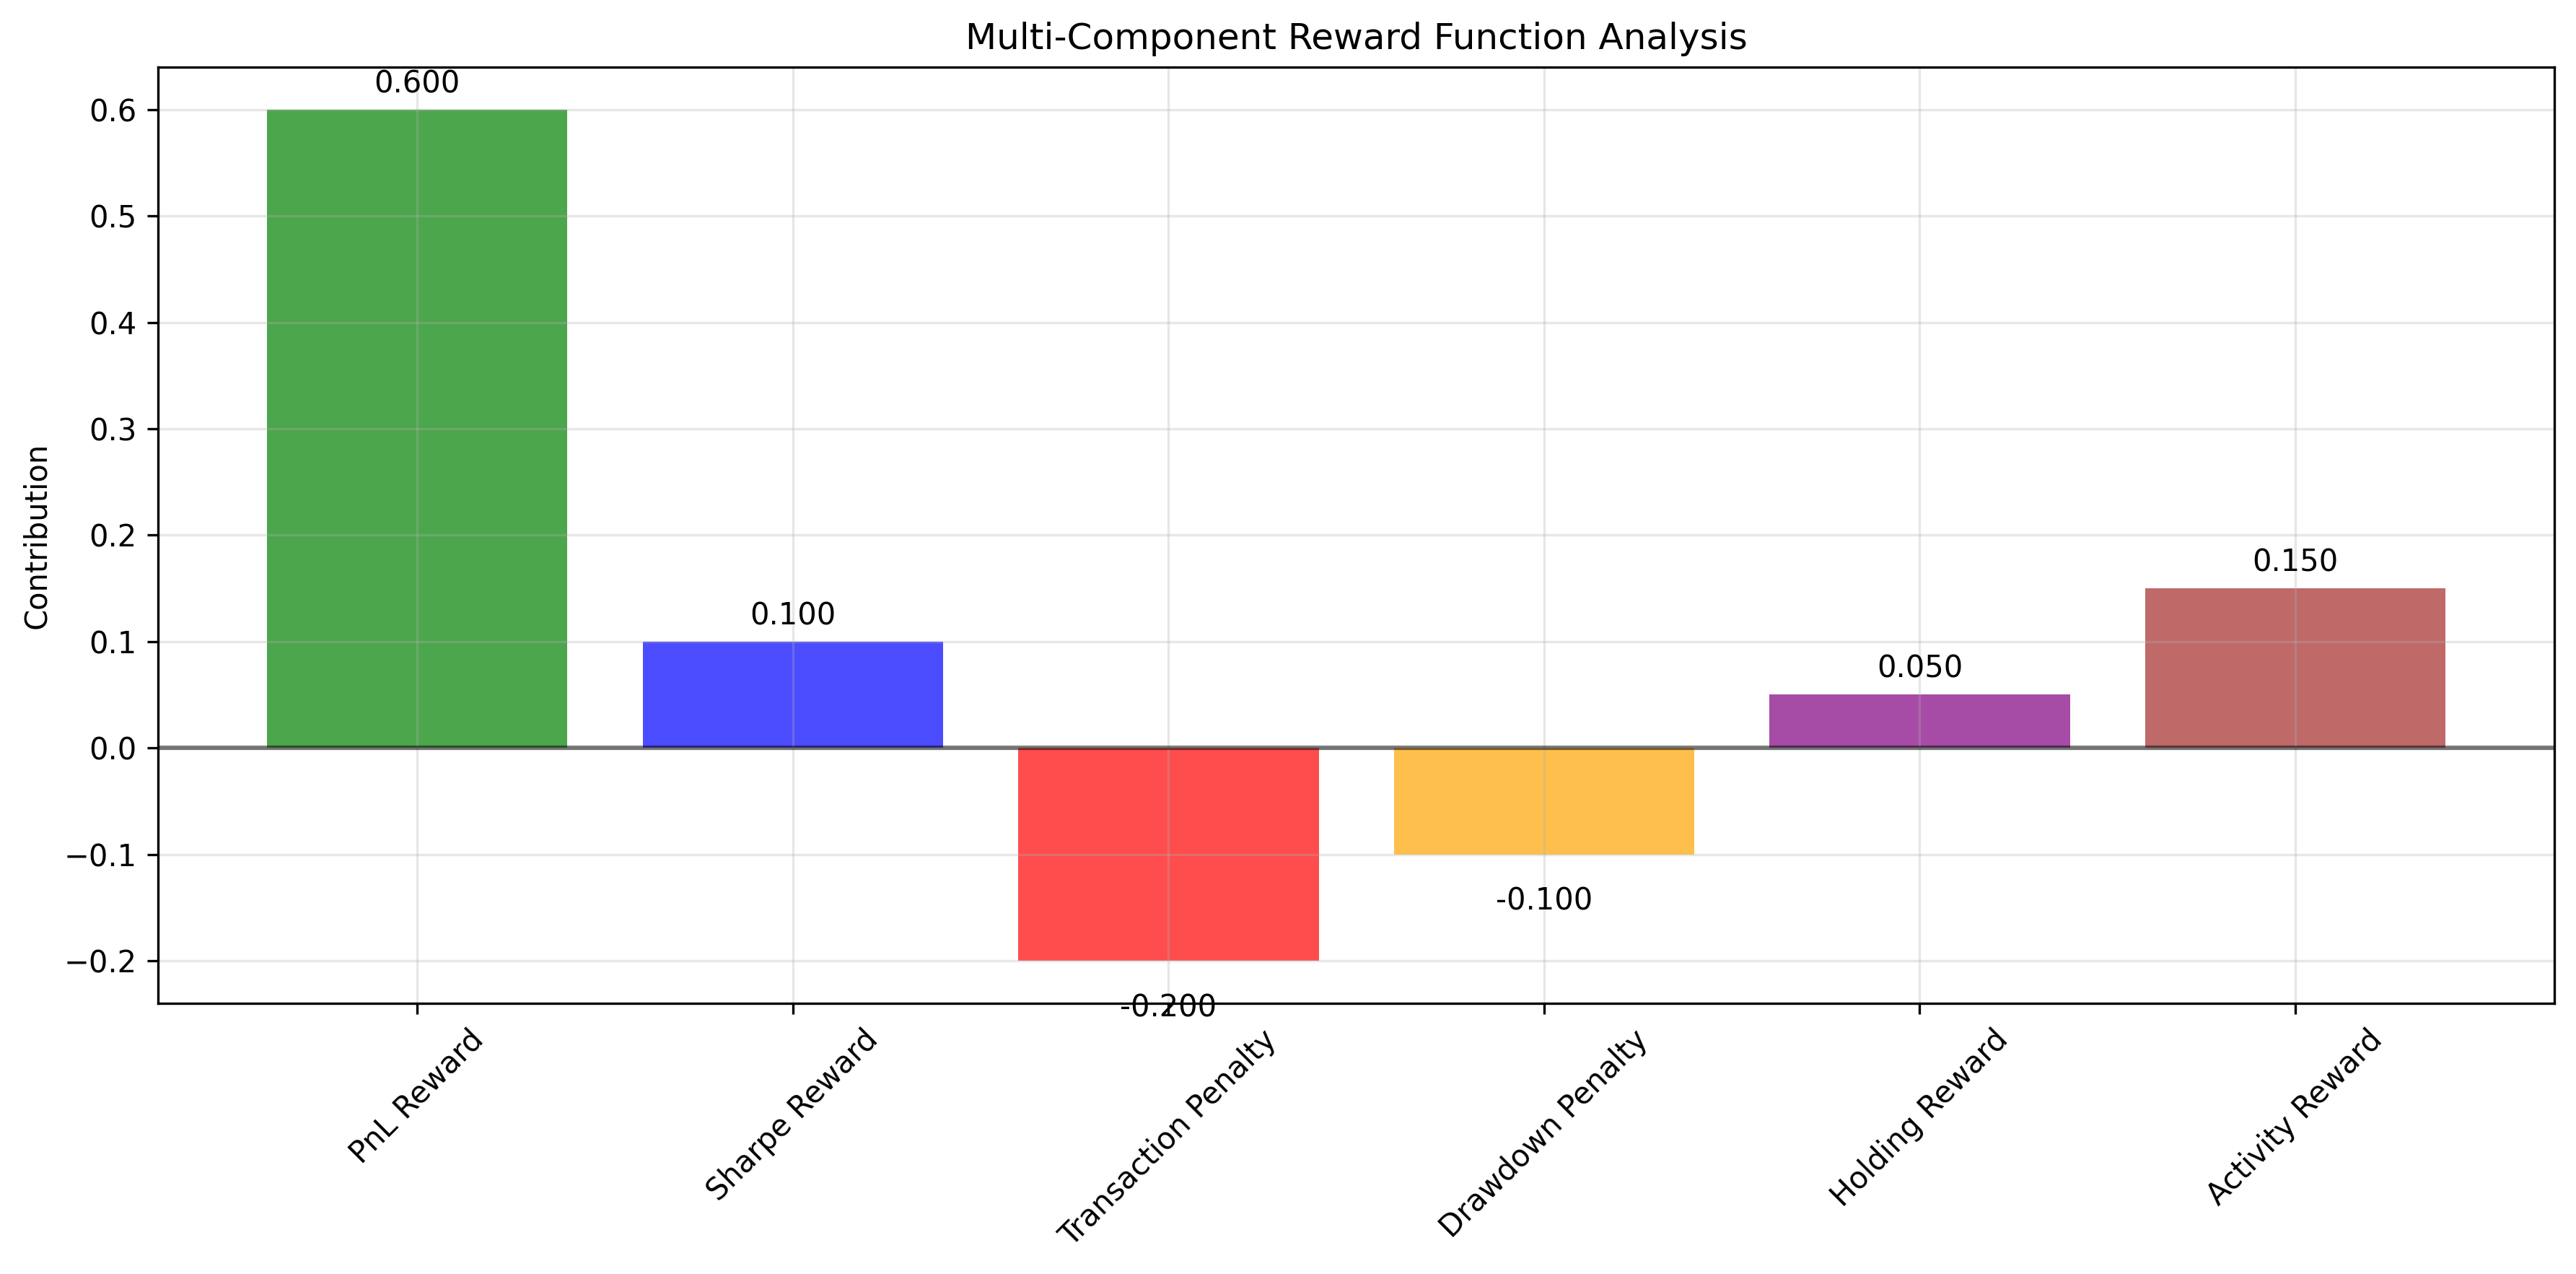 Multi-Component Reward Function Analysis
0.600
0.6
0.5
0.4
0.3
0.2
0.1
0.0
−0.1
−0.2
Contribution
0.100
-0.200
-0.100
0.050
0.150
PnL Reward
Sharpe Reward
Transaction Penalty
Drawdown Penalty
Holding Reward
Activity Reward